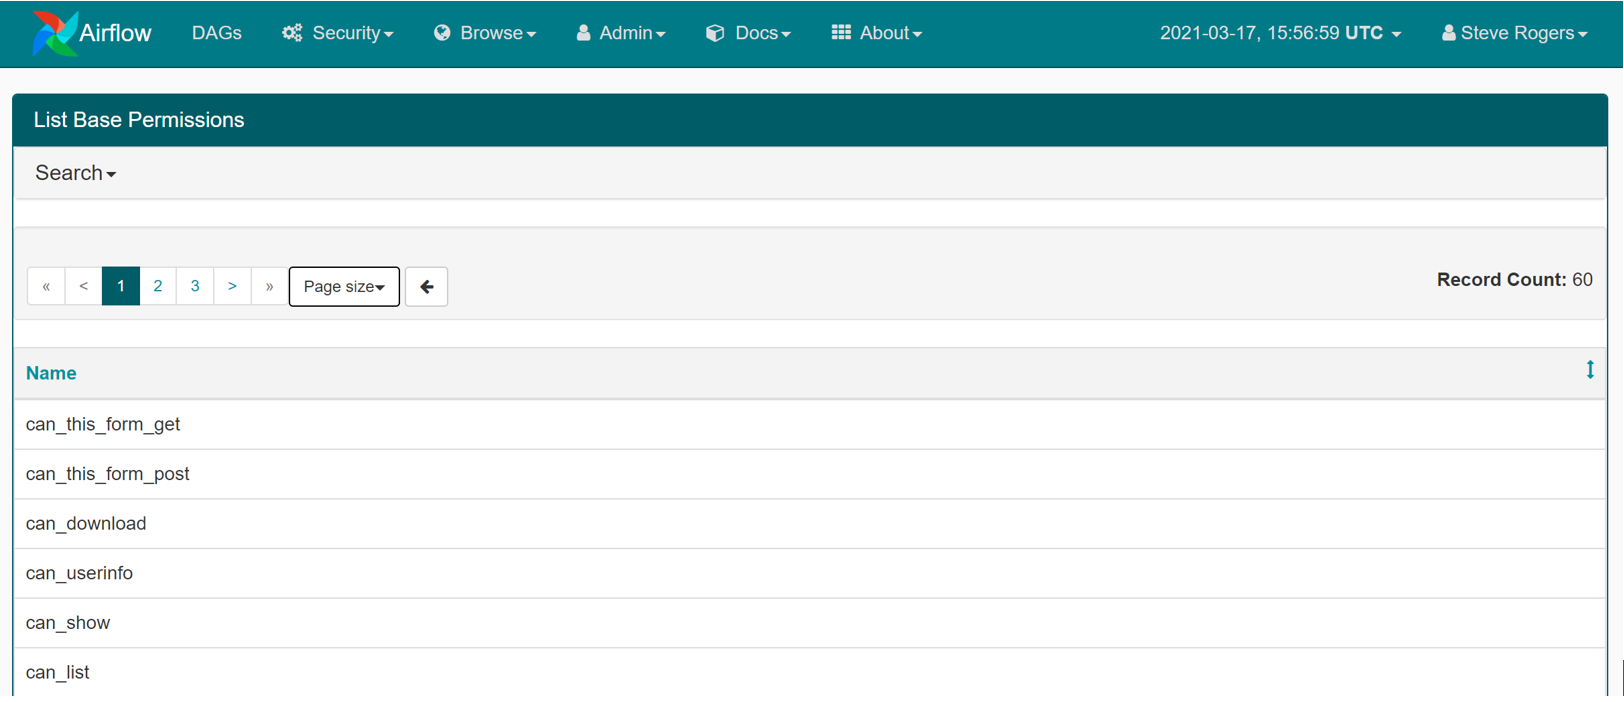 Airflow DAGs Security Browse Admin Docs About 2021-03-17, 15:56:59 UTC Steve Rogers
List Base Permissions
Search
« < 1 2 3 > » Page size Record Count: 60
Name
can_this_form_get
can_this_form_post
can_download
can_userinfo
can_show
can_list